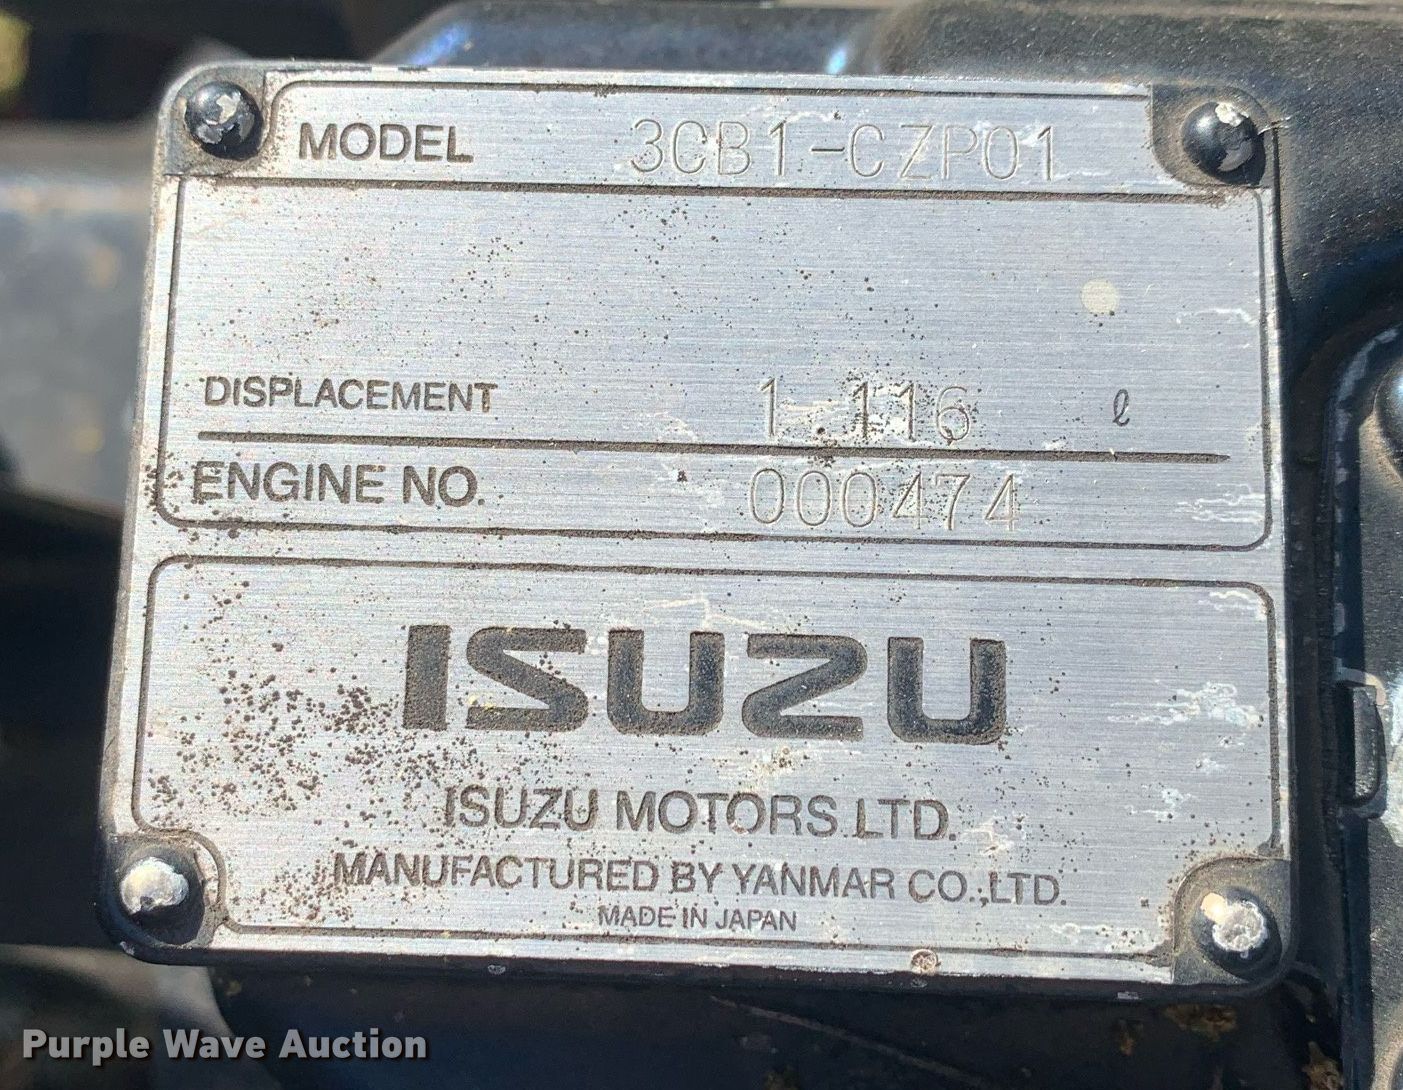 MODEL 3CB1-CZP01
DISPLACEMENT 1.116 ℓ
ENGINE NO. 000474
ISUZU
ISUZU MOTORS LTD.
MANUFACTURED BY YANMAR CO.,LTD.
MADE IN JAPAN
Purple Wave Auction